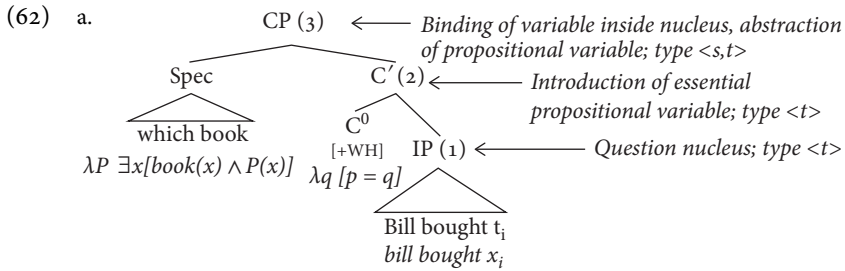 (62) a. CP (3) Binding of variable inside nucleus, abstraction
of propositional variable; type <s,t>
Spec C′ (2) Introduction of essential
propositional variable; type <t>
which book C⁰
[+WH] IP (1) Question nucleus; type <t>
λP ∃x[book(x) ∧ P(x)] λq [p = q]
Bill bought tᵢ
bill bought xᵢ